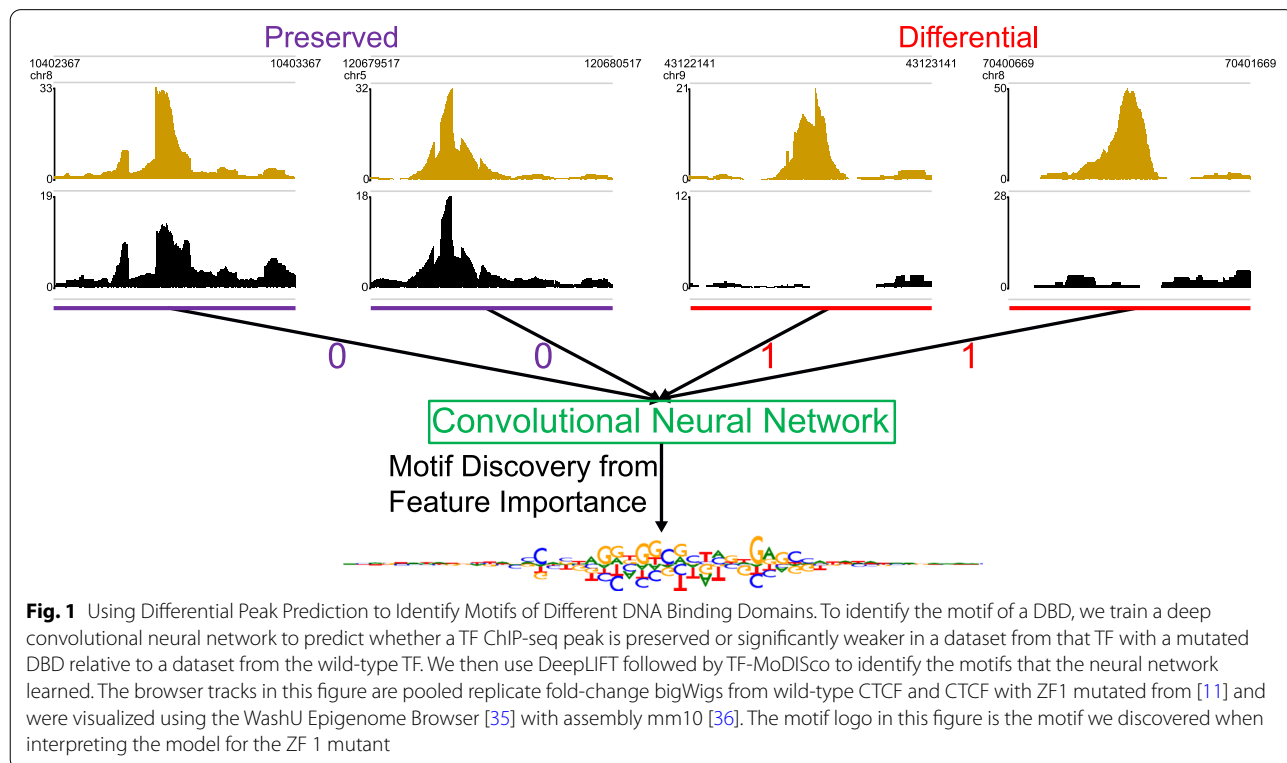 Preserved
Differential
10402367 10403367
chr8
120679517 120680517
chr5
43122141 43123141
chr9
70400669 70401669
chr8
33
0
32
0
21
0
50
0
19
0
18
0
12
0
28
0
0 0 1 1
Convolutional Neural Network
Motif Discovery from
Feature Importance
Fig. 1 Using Differential Peak Prediction to Identify Motifs of Different DNA Binding Domains. To identify the motif of a DBD, we train a deep
convolutional neural network to predict whether a TF ChIP-seq peak is preserved or significantly weaker in a dataset from that TF with a mutated
DBD relative to a dataset from the wild-type TF. We then use DeepLIFT followed by TF-MoDISco to identify the motifs that the neural network
learned. The browser tracks in this figure are pooled replicate fold-change bigWigs from wild-type CTCF and CTCF with ZF1 mutated from [11] and
were visualized using the WashU Epigenome Browser [35] with assembly mm10 [36]. The motif logo in this figure is the motif we discovered when
interpreting the model for the ZF 1 mutant